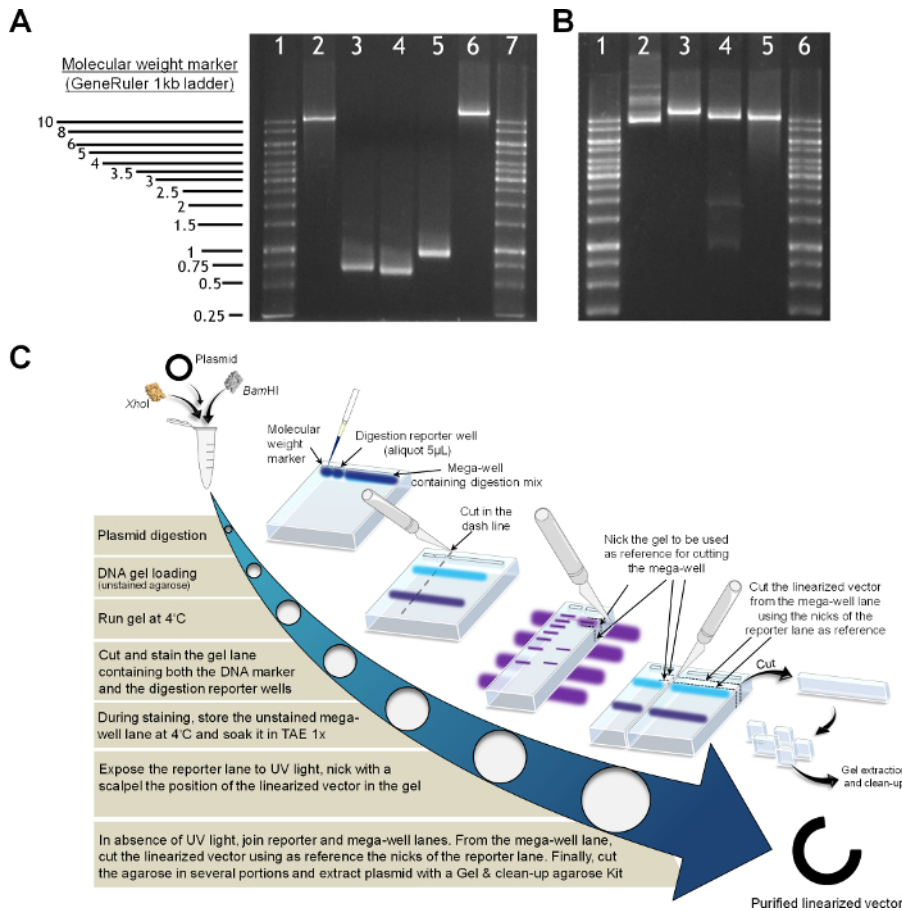 A
B
Molecular weight marker
(GeneRuler 1kb ladder)
1 2 3 4 5 6 7
1 2 3 4 5 6
10
8
6
5
4
3.5
3
2.5
2
1.5
1
0.75
0.5
0.25
C
Plasmid
XhoI
BamHI
Molecular
weight
marker
Digestion reporter well
(aliquot 5µL)
Mega-well
containing digestion mix
Cut in the
dash line
Nick the gel to be used
as reference for cutting
the mega-well
Cut the linearized vector
from the mega-well lane
using the nicks of the
reporter lane as reference
Cut
Gel extraction
and clean-up
Plasmid digestion
DNA gel loading
(unstained agarose)
Run gel at 4°C
Cut and stain the gel lane
containing both the DNA marker
and the digestion reporter wells
During staining, store the unstained mega-
well lane at 4°C and soak it in TAE 1x
Expose the reporter lane to UV light, nick with a
scalpel the position of the linearized vector in the gel
In absence of UV light, join reporter and mega-well lanes. From the mega-well lane,
cut the linearized vector using as reference the nicks of the reporter lane. Finally, cut
the agarose in several portions and extract plasmid with a Gel & clean-up agarose Kit
Purified linearized vector